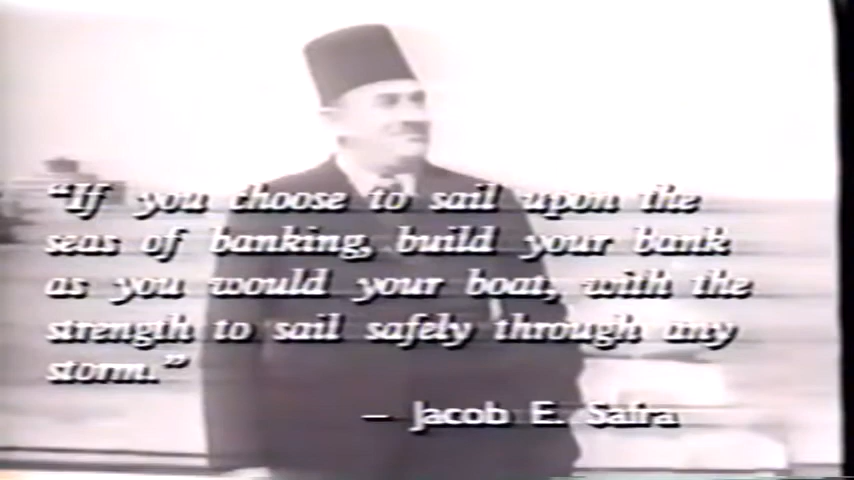 “If you choose to sail upon the
seas of banking, build your bank
as you would your boat, with the
strength to sail safely through any
storm.”
– Jacob E. Safra